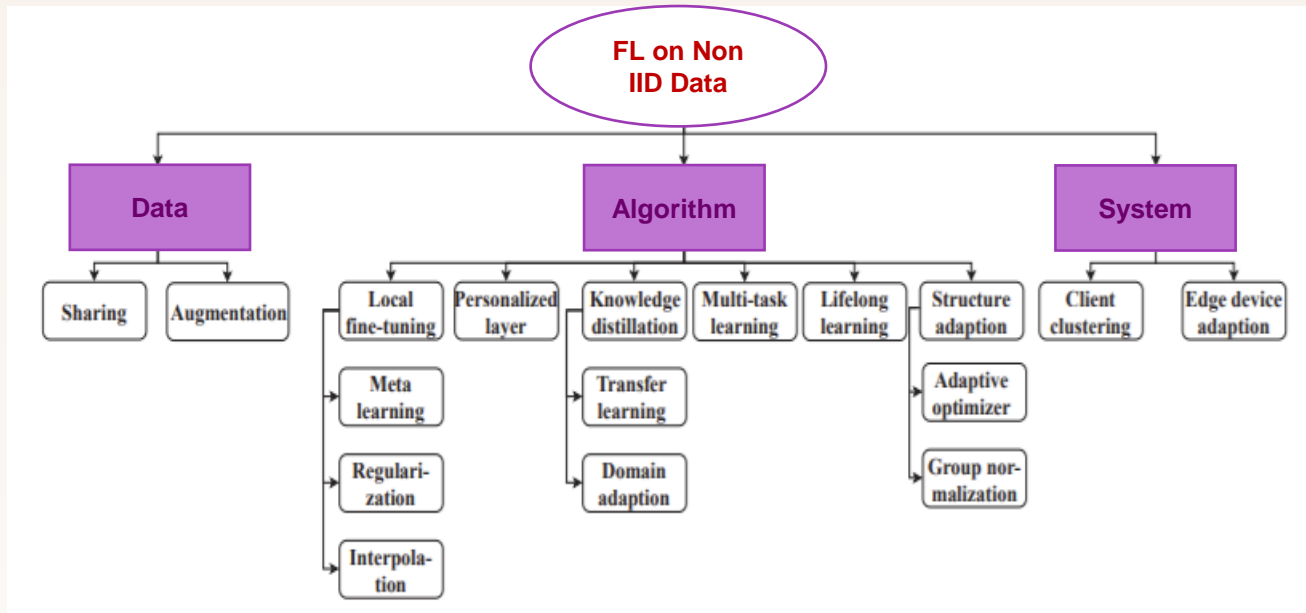 FL on Non
IID Data
Data
Algorithm
System
Sharing
Augmentation
Local
fine-tuning
Personalized
layer
Knowledge
distillation
Multi-task
learning
Lifelong
learning
Structure
adaption
Client
clustering
Edge device
adaption
Meta
learning
Transfer
learning
Adaptive
optimizer
Regulari-
zation
Domain
adaption
Group nor-
malization
Interpola-
tion